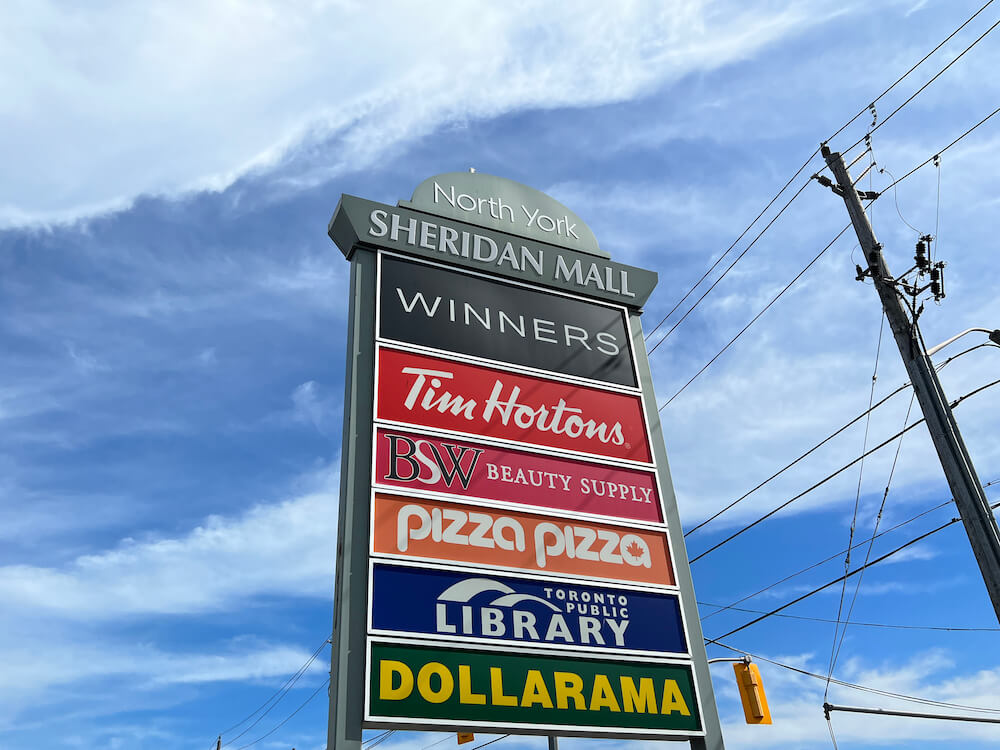 North York
SHERIDAN MALL
WINNERS
Tim Hortons.
BSW BEAUTY SUPPLY
PIZZA PIZZA
TORONTO
PUBLIC
LIBRARY
DOLLARAMA